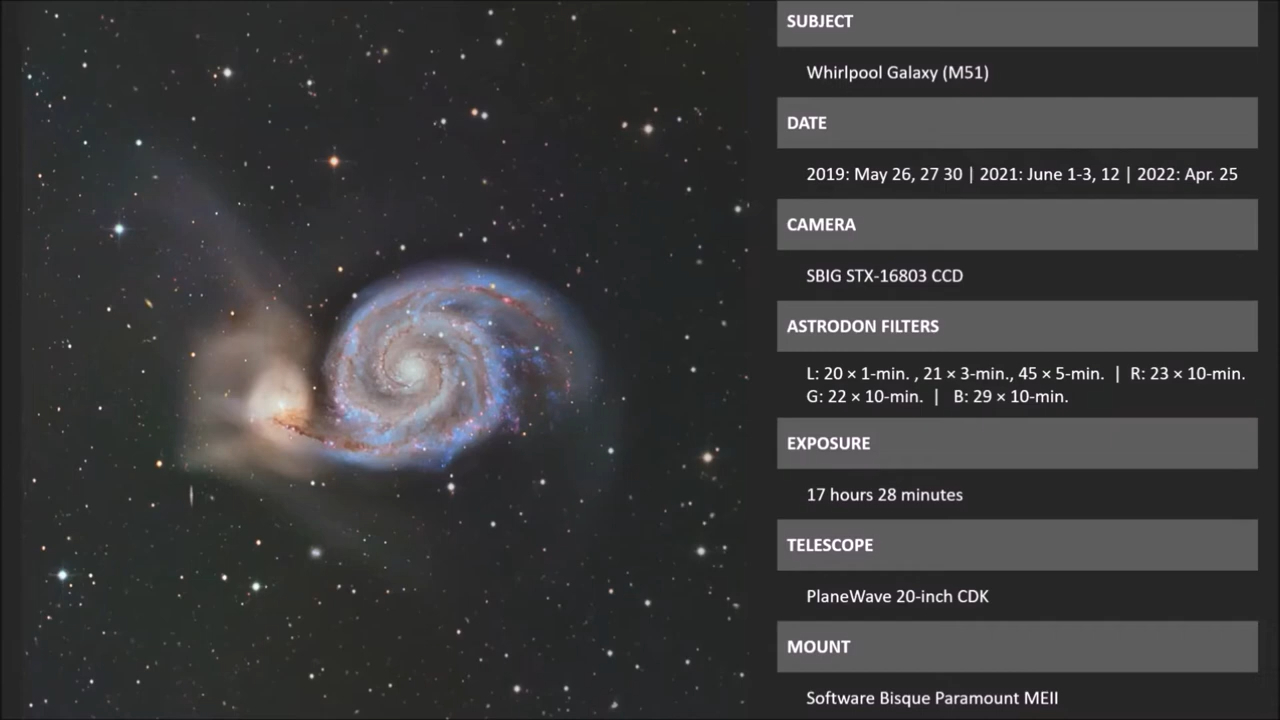 SUBJECT
Whirlpool Galaxy (M51)
DATE
2019: May 26, 27 30 | 2021: June 1-3, 12 | 2022: Apr. 25
CAMERA
SBIG STX-16803 CCD
ASTRODON FILTERS
L: 20 × 1-min. , 21 × 3-min., 45 × 5-min. | R: 23 × 10-min.
G: 22 × 10-min. | B: 29 × 10-min.
EXPOSURE
17 hours 28 minutes
TELESCOPE
PlaneWave 20-inch CDK
MOUNT
Software Bisque Paramount MEII